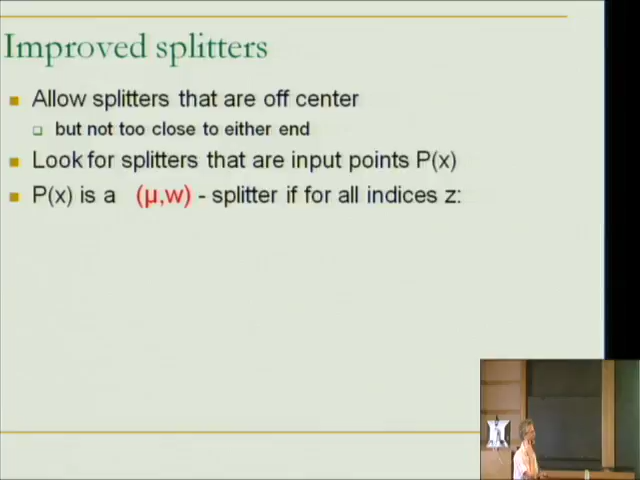 Improved splitters
Allow splitters that are off center
but not too close to either end
Look for splitters that are input points P(x)
P(x) is a (μ,w) - splitter if for all indices z: